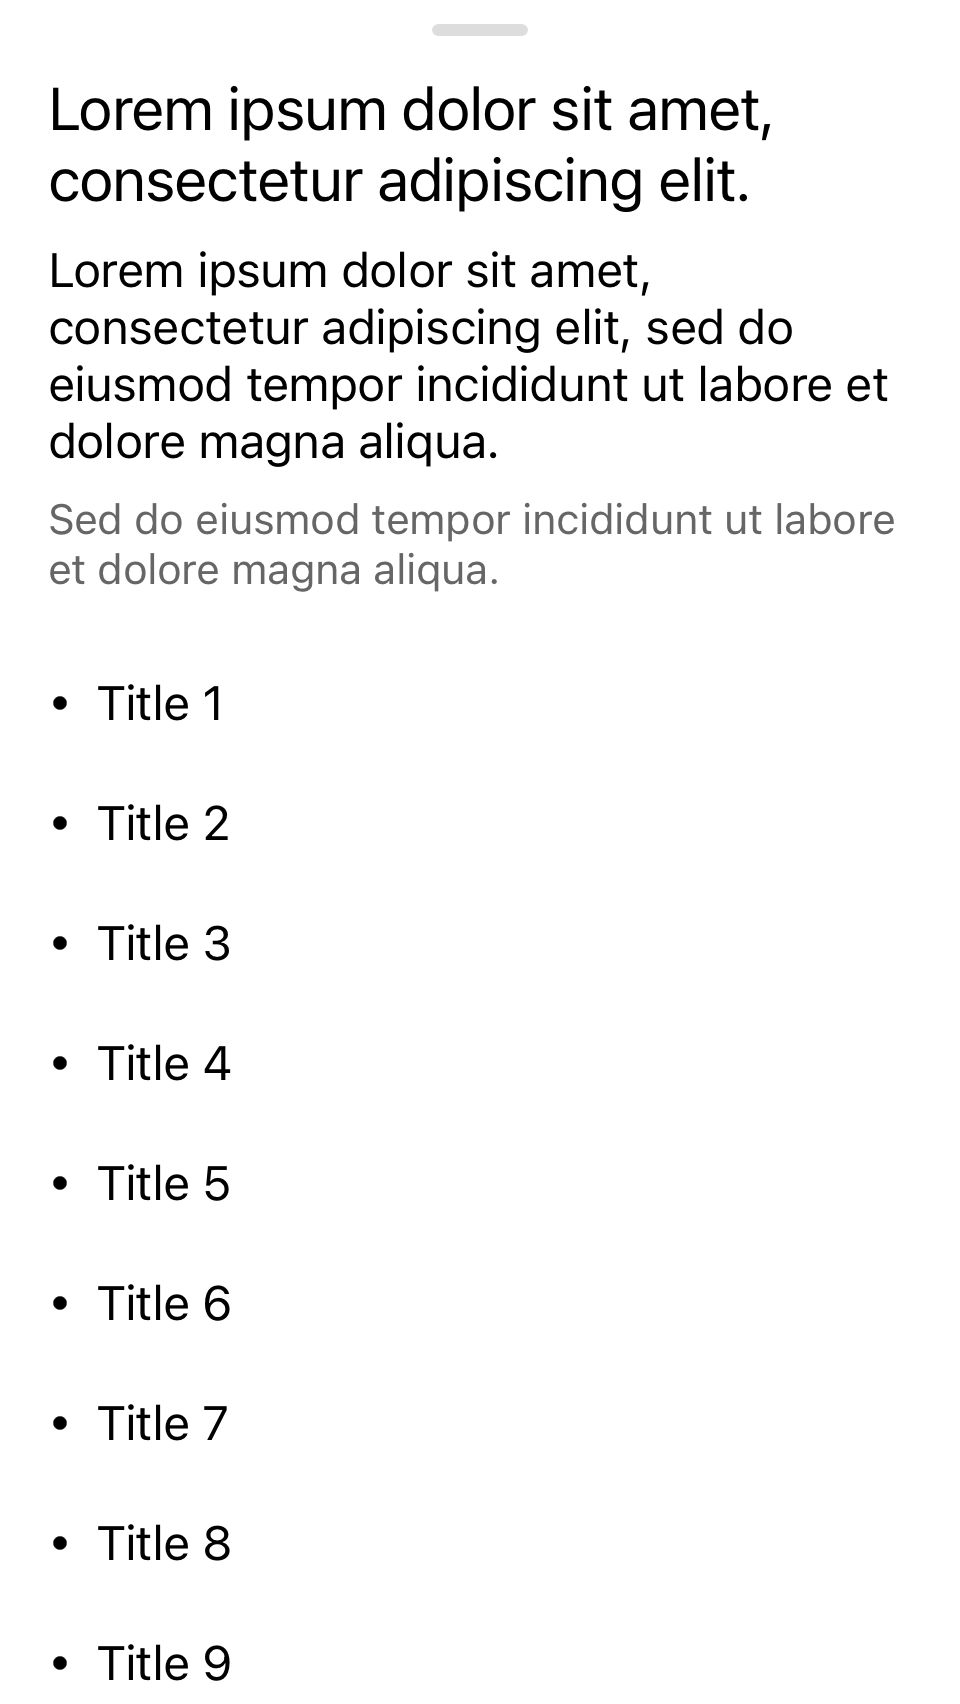 Lorem ipsum dolor sit amet,
consectetur adipiscing elit.
Lorem ipsum dolor sit amet,
consectetur adipiscing elit, sed do
eiusmod tempor incididunt ut labore et
dolore magna aliqua.
Sed do eiusmod tempor incididunt ut labore
et dolore magna aliqua.
• Title 1
• Title 2
• Title 3
• Title 4
• Title 5
• Title 6
• Title 7
• Title 8
• Title 9